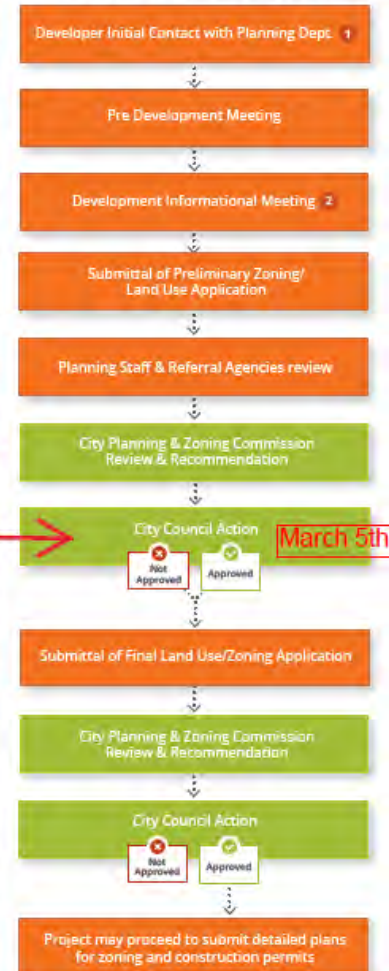 Developer Initial Contact with Planning Dept. 1
Pre Development Meeting
Development Informational Meeting 2
Submittal of Preliminary Zoning/
Land Use Application
Planning Staff & Referral Agencies review
City Planning & Zoning Commission
Review & Recommendation
City Council Action
March 5th
Not
Approved
Approved
Submittal of Final Land Use/Zoning Application
City Planning & Zoning Commission
Review & Recommendation
City Council Action
Not
Approved
Approved
Project may proceed to submit detailed plans
for zoning and construction permits